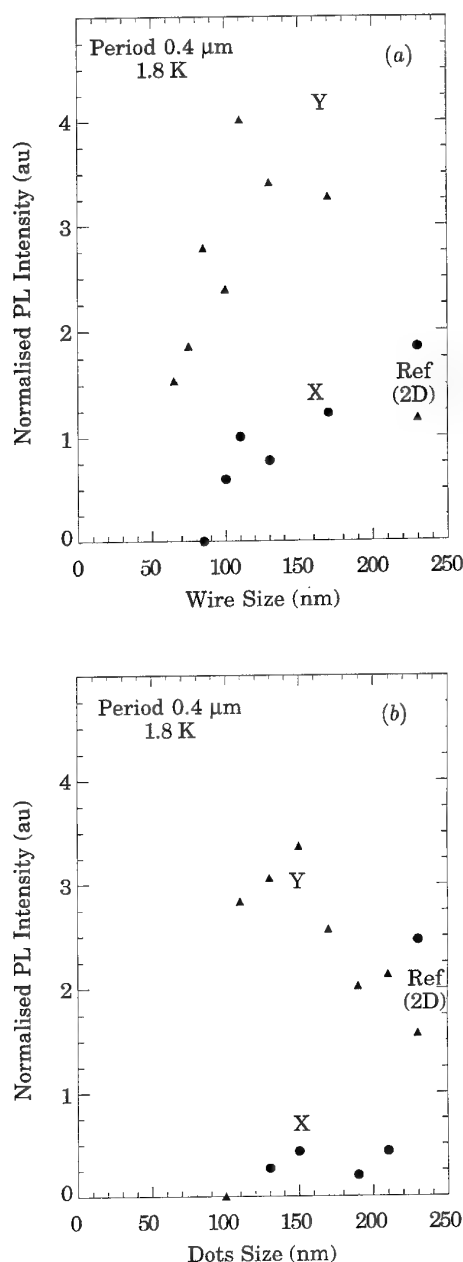 Period 0.4 μm
1.8 K
(a)
Y
X
Ref
(2D)
Normalised PL Intensity (au)
4
3
2
1
0
0 50 100 150 200 250
Wire Size (nm)
Period 0.4 μm
1.8 K
(b)
Y
X
Ref
(2D)
Normalised PL Intensity (au)
4
3
2
1
0
0 50 100 150 200 250
Dots Size (nm)